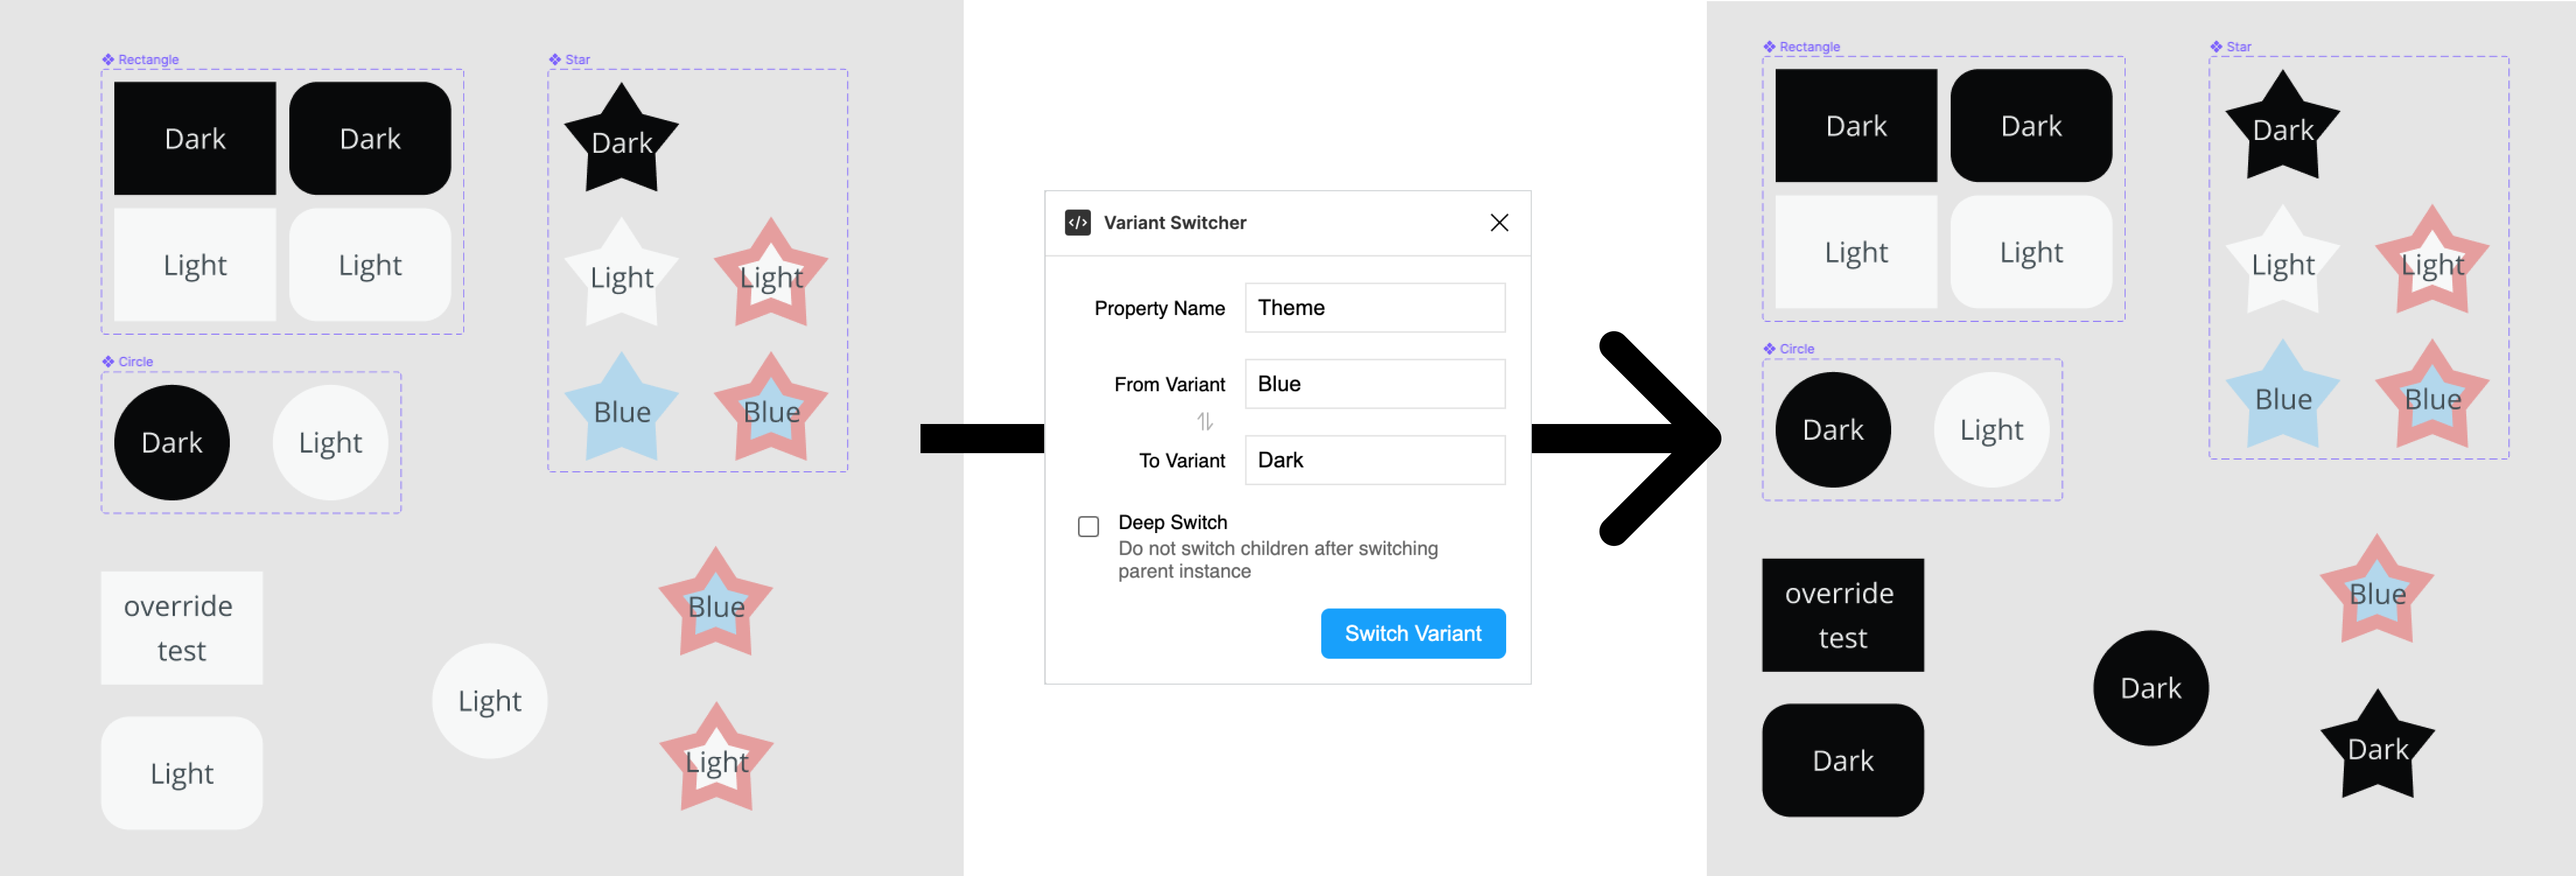 Rectangle
Dark
Dark
Light
Light
Circle
Dark
Light
Star
Dark
Light
Light
Blue
Blue
override
test
Light
Light
Blue
Light
</> Variant Switcher
Property Name Theme
From Variant Blue
To Variant Dark
Deep Switch
Do not switch children after switching
parent instance
Switch Variant
Rectangle
Dark
Dark
Light
Light
Circle
Dark
Light
Star
Dark
Light
Light
Blue
Blue
override
test
Dark
Dark
Blue
Dark